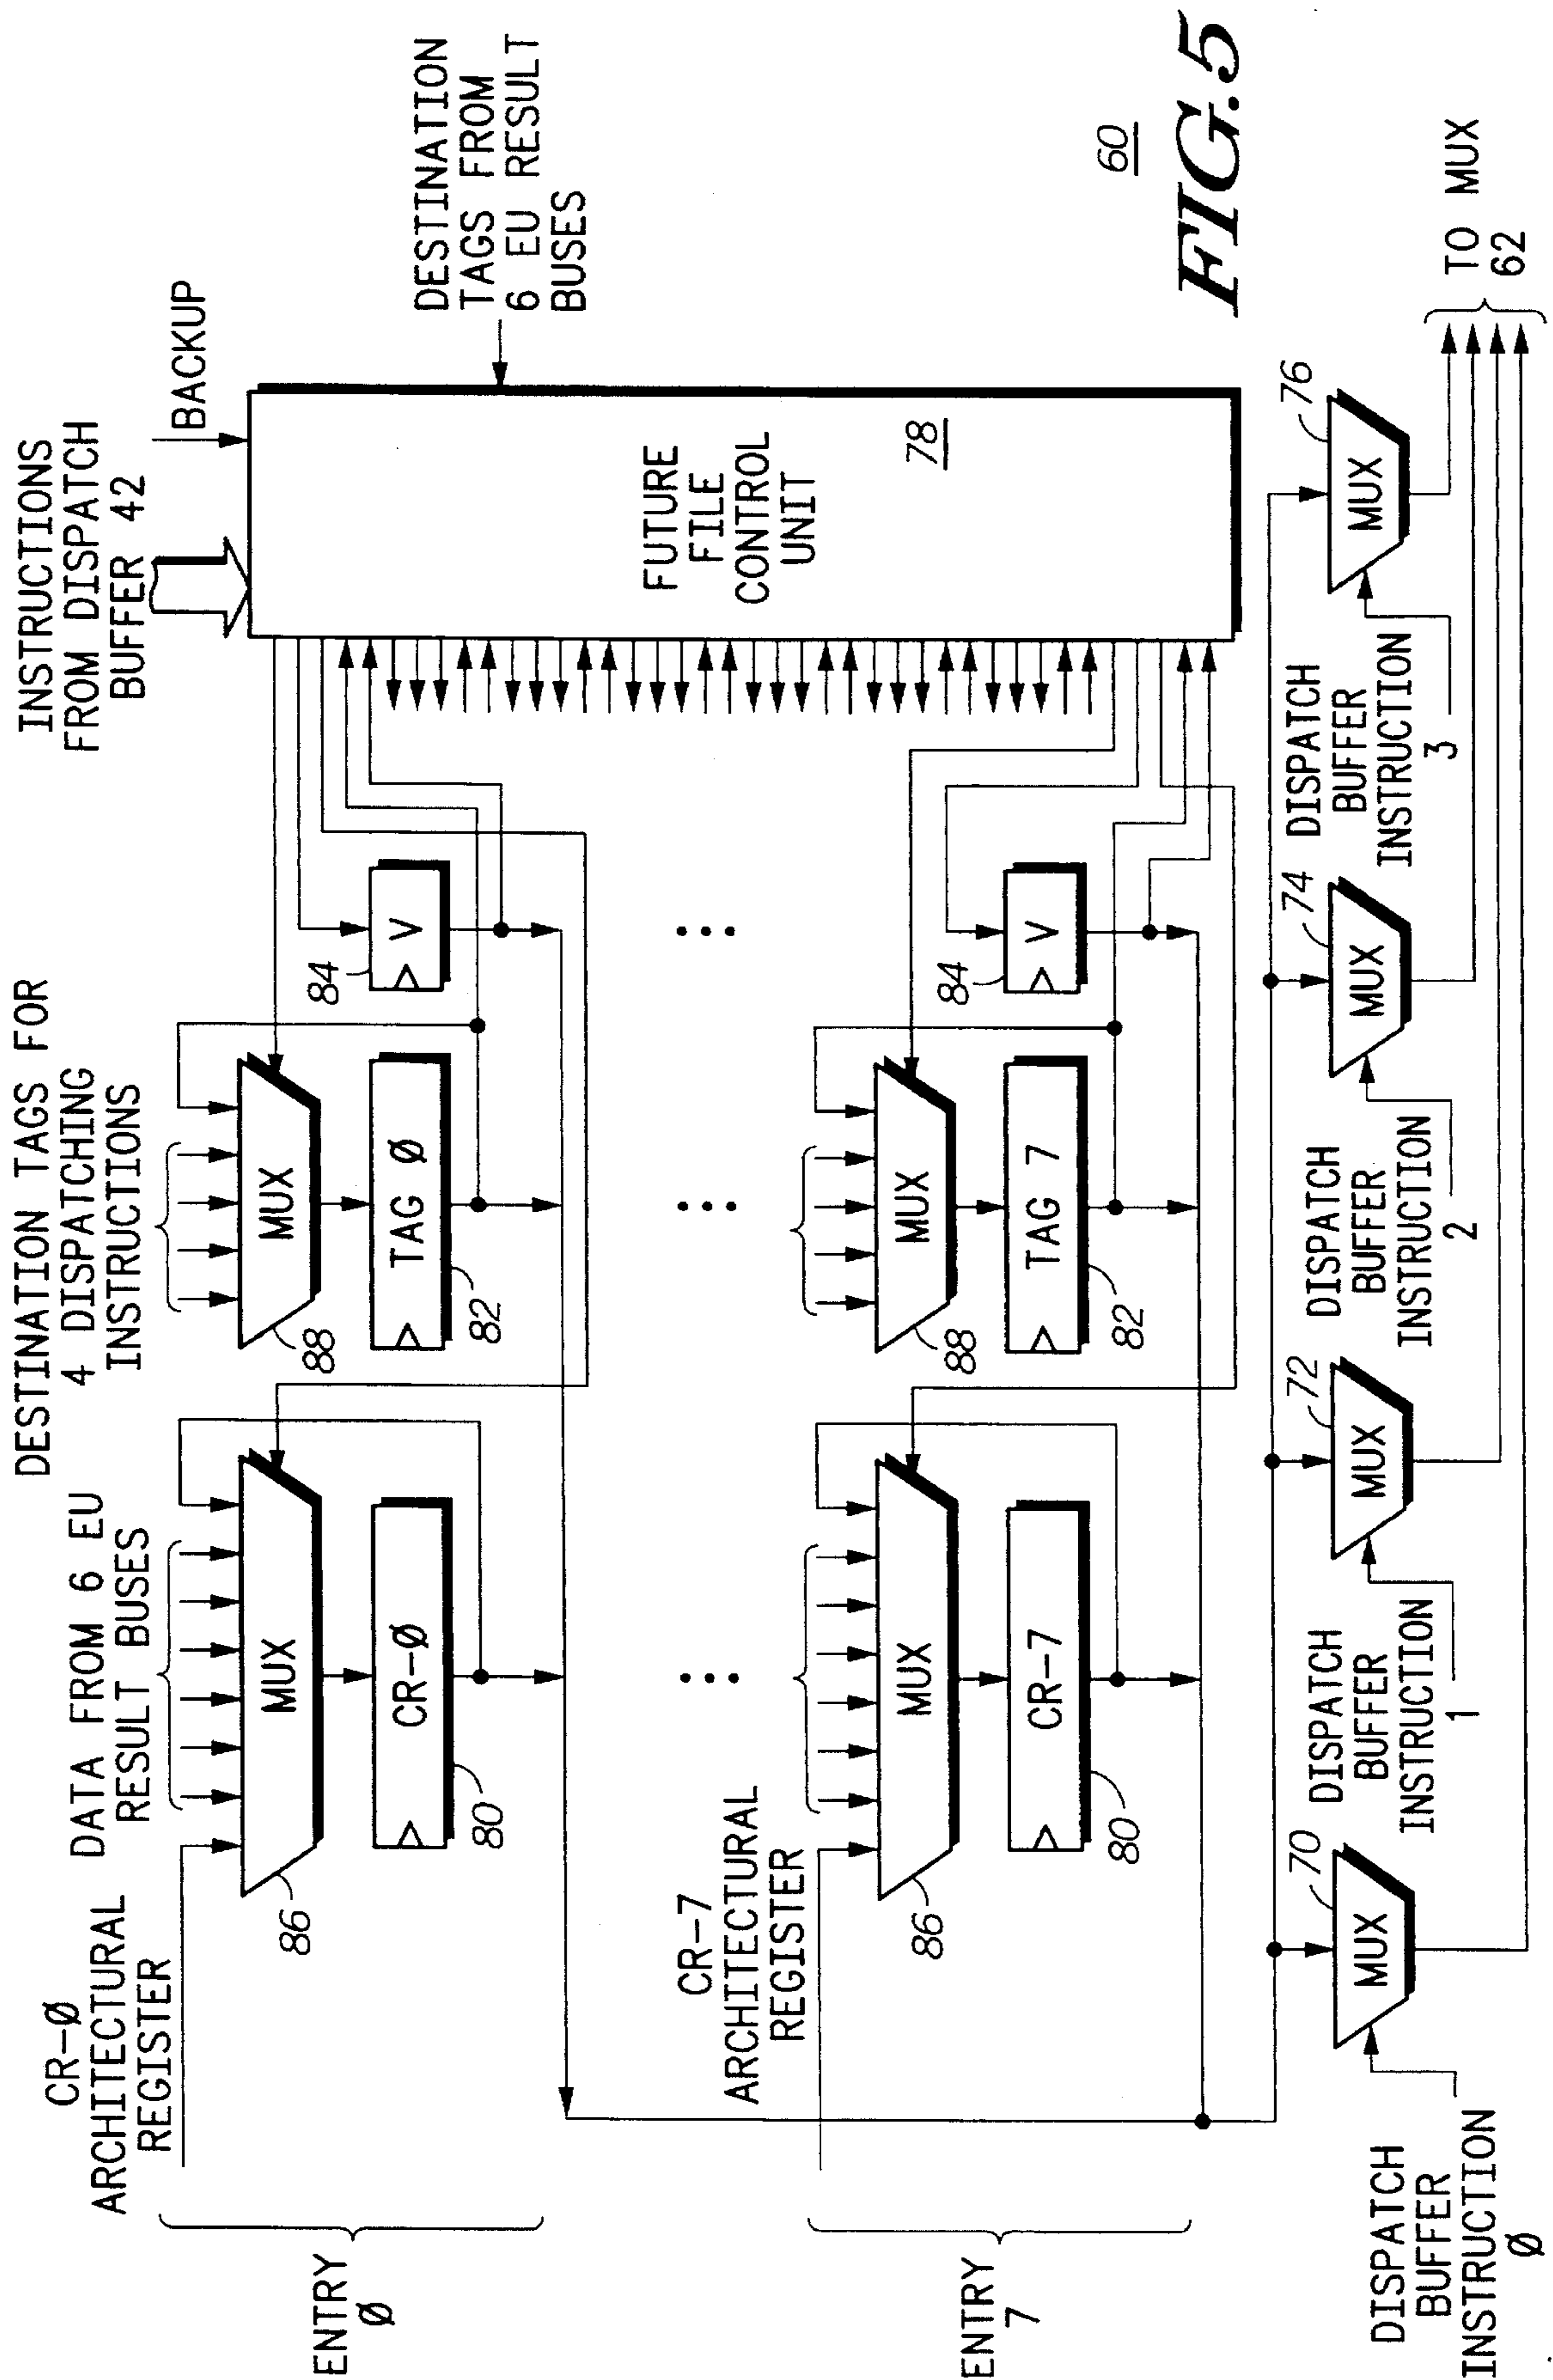 INSTRUCTIONS
FROM DISPATCH
BUFFER 42
BACKUP
DESTINATION
TAGS FROM
6 EU RESULT
BUSES
DESTINATION TAGS FOR
4 DISPATCHING
INSTRUCTIONS
DATA FROM 6 EU
RESULT BUSES
CR-Ø
ARCHITECTURAL
REGISTER
ENTRY
Ø
MUX
86
CR-Ø
80
MUX
88
TAG Ø
82
V
84
FUTURE
FILE
CONTROL
UNIT
78
CR-7
ARCHITECTURAL
REGISTER
ENTRY
7
MUX
86
CR-7
80
MUX
88
TAG 7
82
V
84
DISPATCH
BUFFER
INSTRUCTION
Ø
MUX
70
DISPATCH
BUFFER
INSTRUCTION
1
MUX
72
DISPATCH
BUFFER
INSTRUCTION
2
MUX
74
DISPATCH
BUFFER
INSTRUCTION
3
MUX
76
TO MUX
62
60
FIG.5